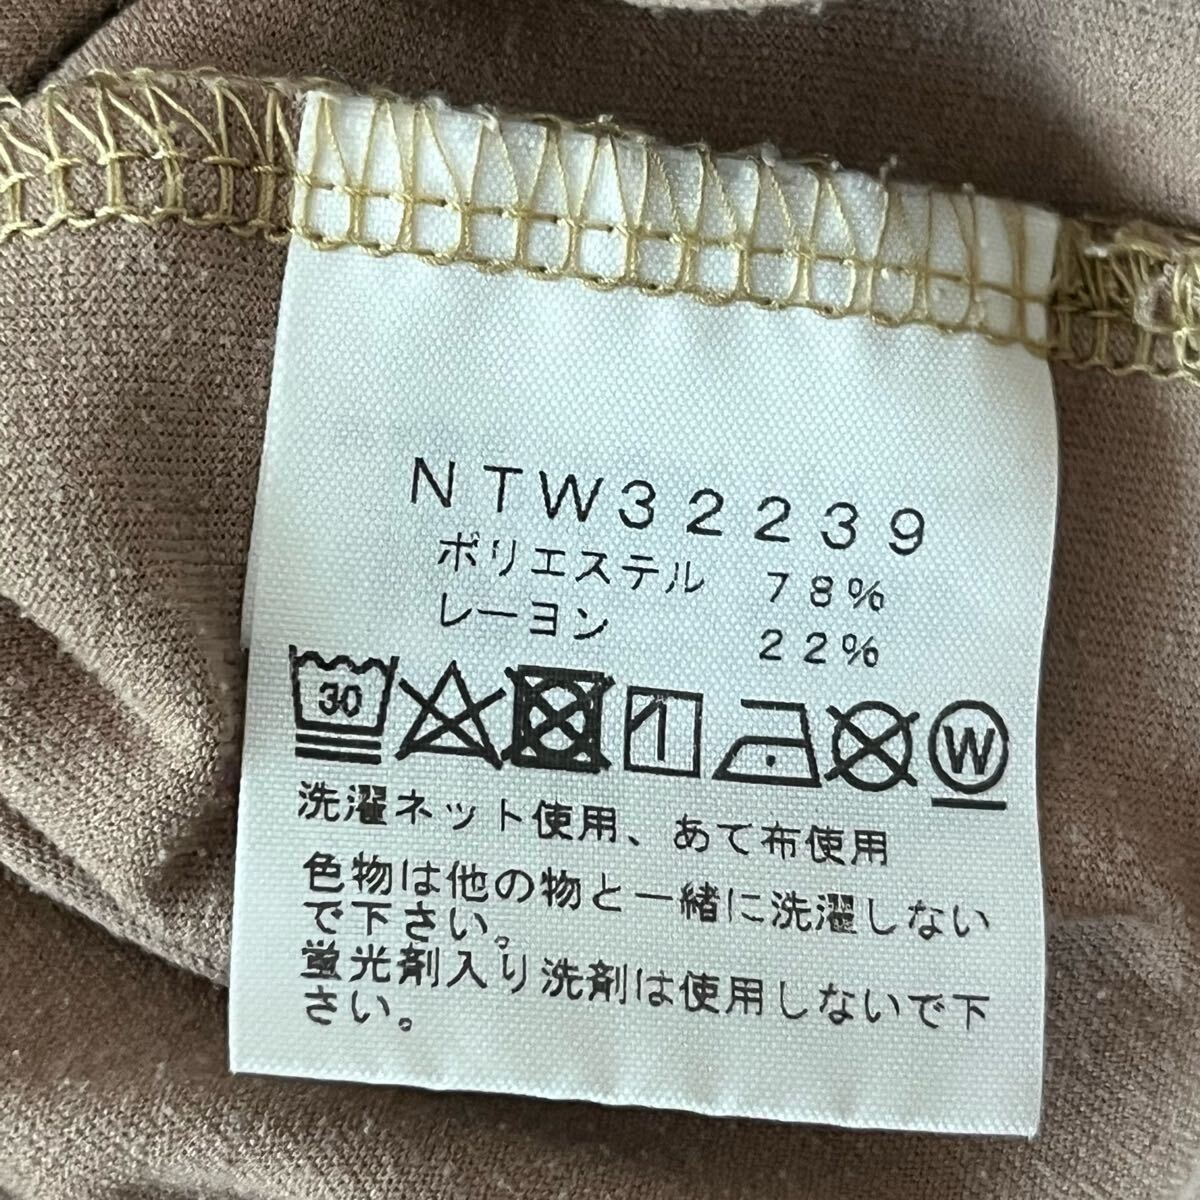 NTW32239
ポリエステル 78%
レーヨン 22%
30 W
洗濯ネット使用、あて布使用
色物は他の物と一緒に洗濯しない
で下さい。
蛍光剤入り洗剤は使用しないで下
さい。